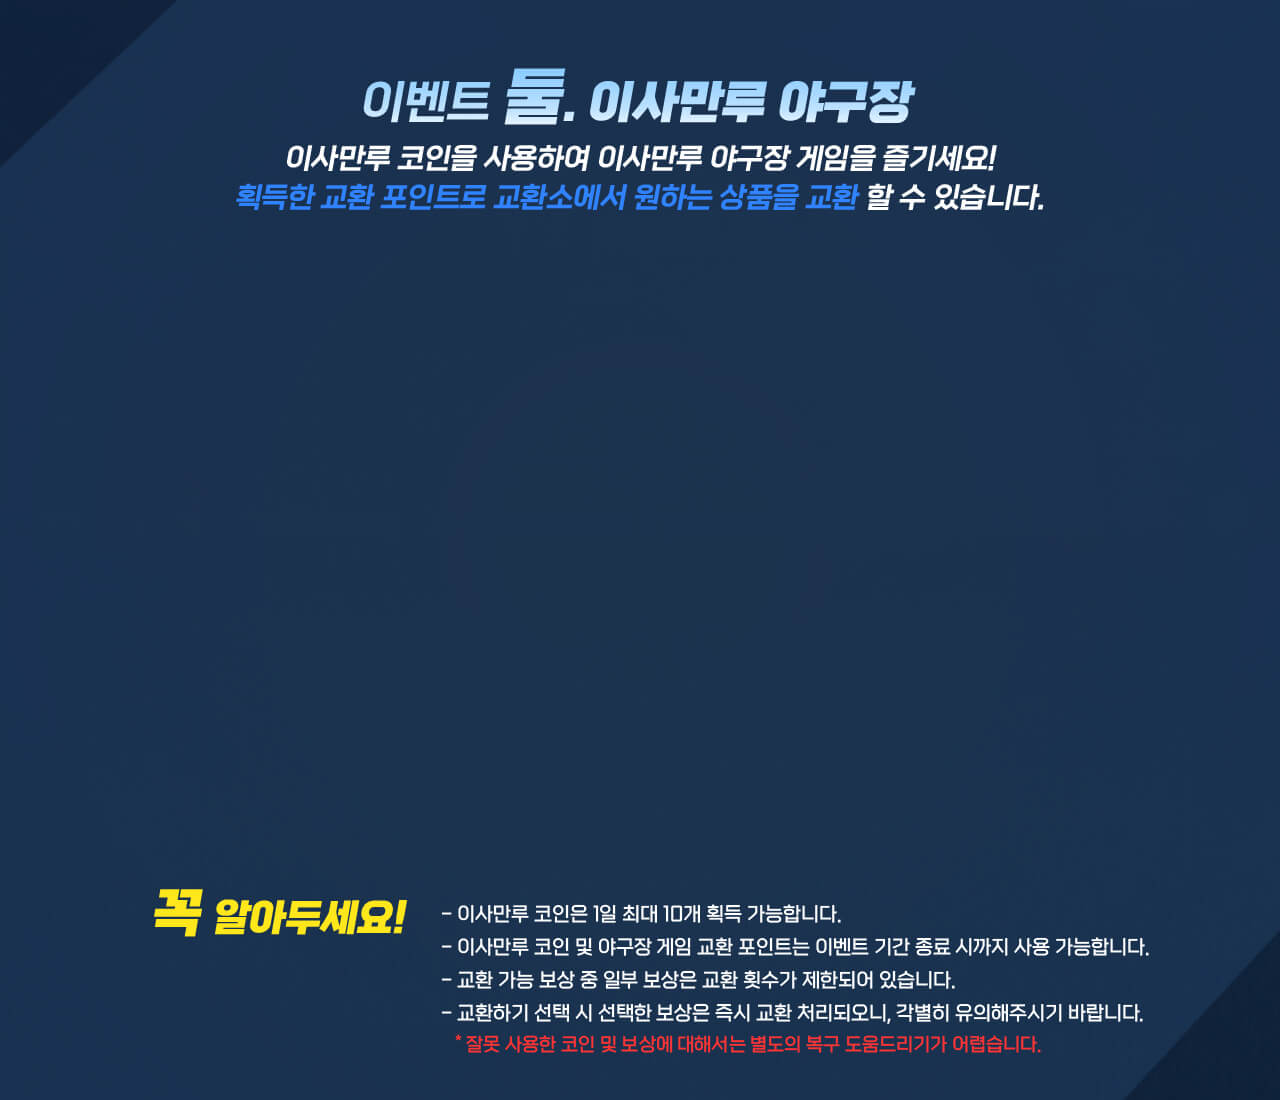 이벤트 둘. 이사만루 야구장
이사만루 코인을 사용하여 이사만루 야구장 게임을 즐기세요!
획득한 교환 포인트로 교환소에서 원하는 상품을 교환 할 수 있습니다.
꼭 알아두세요!
- 이사만루 코인은 1일 최대 10개 획득 가능합니다.
- 이사만루 코인 및 야구장 게임 교환 포인트는 이벤트 기간 종료 시까지 사용 가능합니다.
- 교환 가능 보상 중 일부 보상은 교환 횟수가 제한되어 있습니다.
- 교환하기 선택 시 선택한 보상은 즉시 교환 처리되오니, 각별히 유의해주시기 바랍니다.
* 잘못 사용한 코인 및 보상에 대해서는 별도의 복구 도움드리기가 어렵습니다.